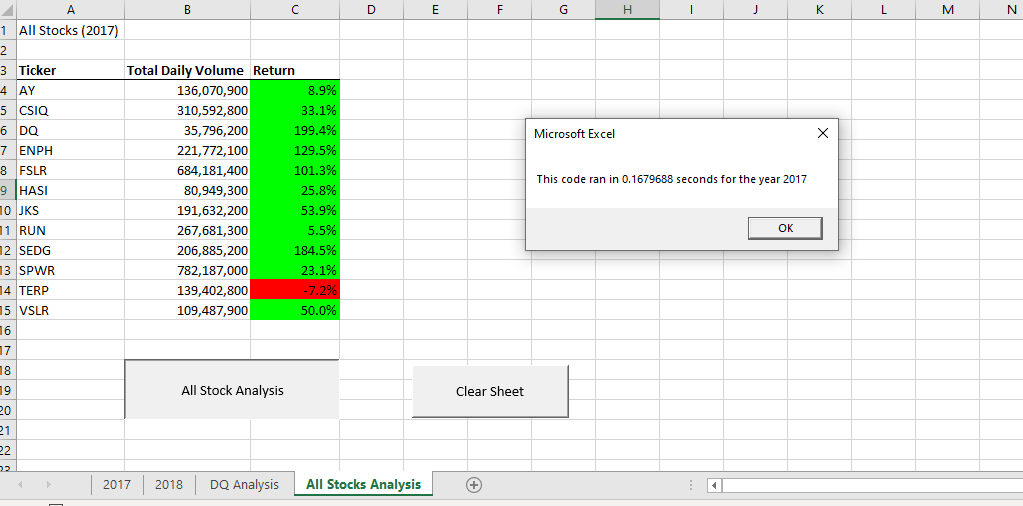 A B C D E F G H I J K L M N
1 All Stocks (2017)
2
3 Ticker Total Daily Volume Return
4 AY 136,070,900 8.9%
5 CSIQ 310,592,800 33.1%
6 DQ 35,796,200 199.4%
7 ENPH 221,772,100 129.5%
8 FSLR 684,181,400 101.3%
9 HASI 80,949,300 25.8%
10 JKS 191,632,200 53.9%
11 RUN 267,681,300 5.5%
12 SEDG 206,885,200 184.5%
13 SPWR 782,187,000 23.1%
14 TERP 139,402,800 -7.2%
15 VSLR 109,487,900 50.0%
16
17
18
19
20
21
22
23
Microsoft Excel
This code ran in 0.1679688 seconds for the year 2017
OK
All Stock Analysis Clear Sheet
2017 2018 DQ Analysis All Stocks Analysis